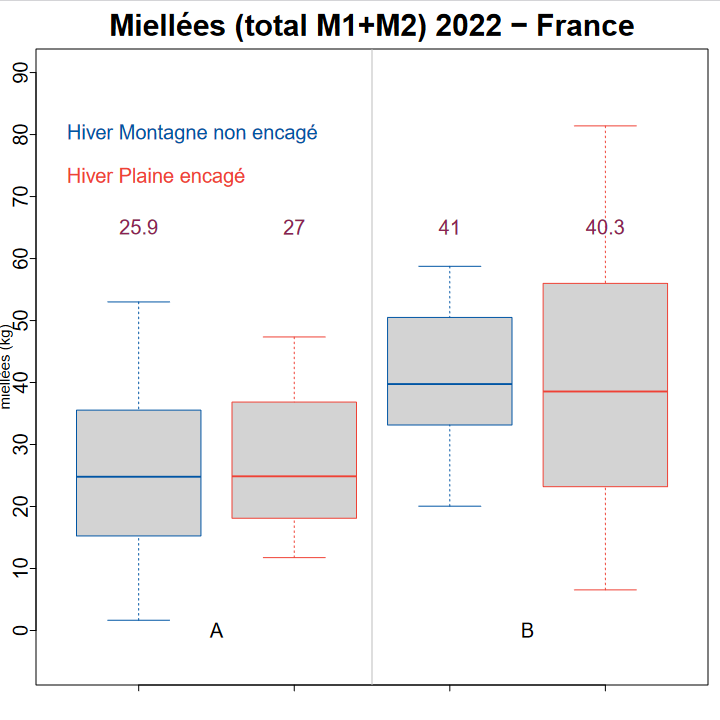 Miellées (total M1+M2) 2022 − France
90
80
70
60
50
40
30
20
10
0
miellées (kg)
Hiver Montagne non encagé
Hiver Plaine encagé
25.9
27
41
40.3
A
B